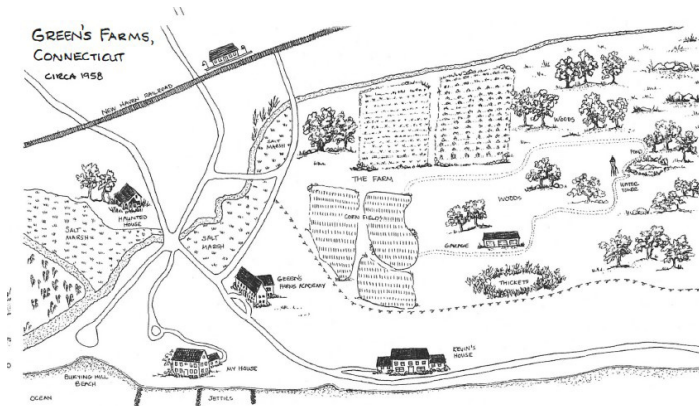 GREEN'S FARMS,
CONNECTICUT
CIRCA 1958
NEW HAVEN RAILROAD
SALT
MARSH
HAUNTED
HOUSE
SALT
MARSH
SALT
MARSH
THE FARM
CORN FIELDS
WOODS
WOODS
POND
WATER
TOWER
GARAGE
THICKETS
GREEN'S
FARMS ACADEMY
MY HOUSE
KEVIN'S
HOUSE
BURYING HILL
BEACH
OCEAN
JETTIES